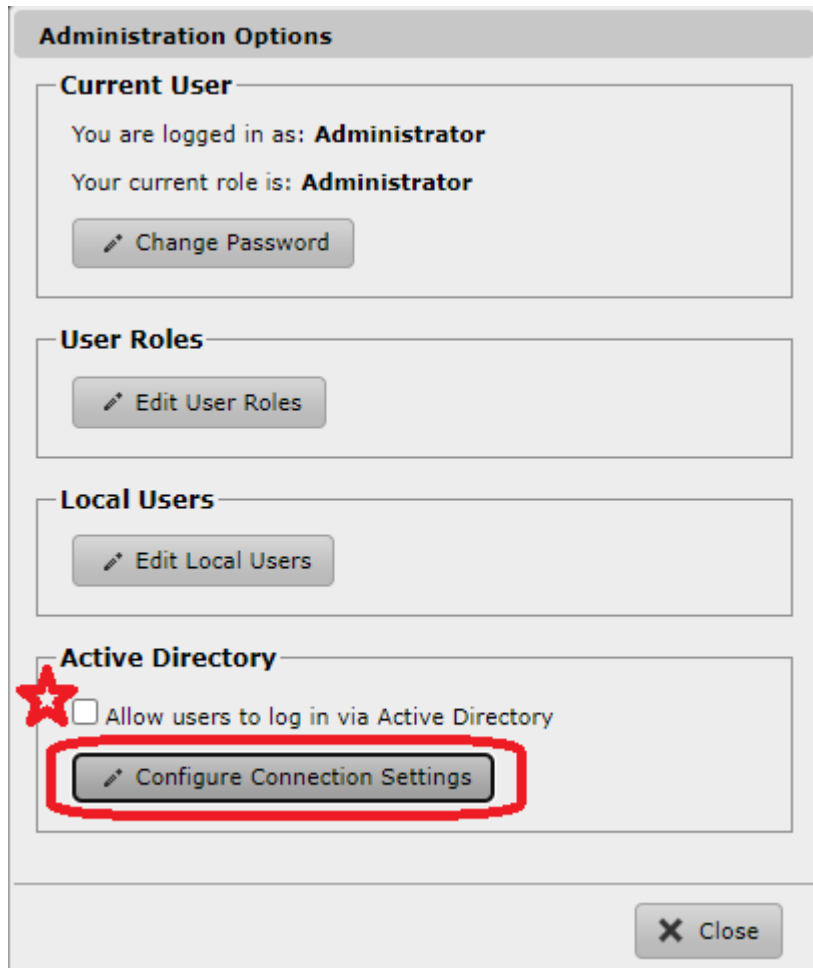 Administration Options
Current User
You are logged in as: Administrator
Your current role is: Administrator
Change Password
User Roles
Edit User Roles
Local Users
Edit Local Users
Active Directory
Allow users to log in via Active Directory
Configure Connection Settings
Close